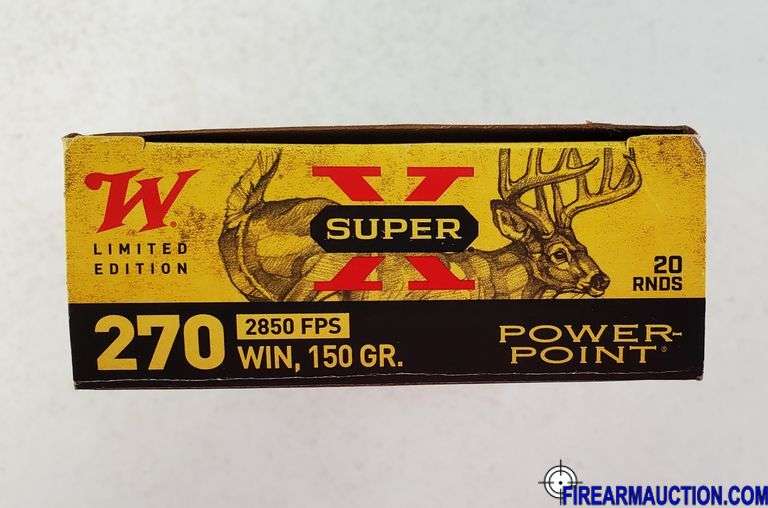 W
LIMITED
EDITION
X
SUPER
20
RNDS
270
2850 FPS
WIN, 150 GR.
POWER-
POINT®
FIREARMAUCTION.COM